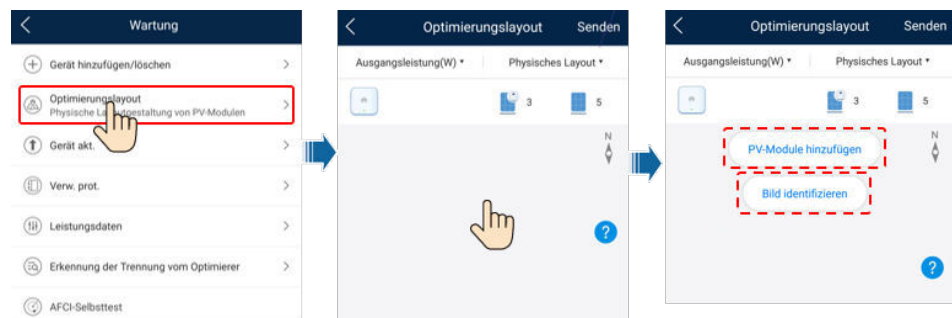 Wartung
Gerät hinzufügen/löschen
Optimierungslayout
Physische Layoutgestaltung von PV-Modulen
Gerät akt.
Verw. prot.
Leistungsdaten
Erkennung der Trennung vom Optimierer
AFCI-Selbsttest
Optimierungslayout Senden
Ausgangsleistung(W) Physisches Layout
3 5
N
?
Optimierungslayout Senden
Ausgangsleistung(W) Physisches Layout
3 5
N
PV-Module hinzufügen
Bild identifizieren
?